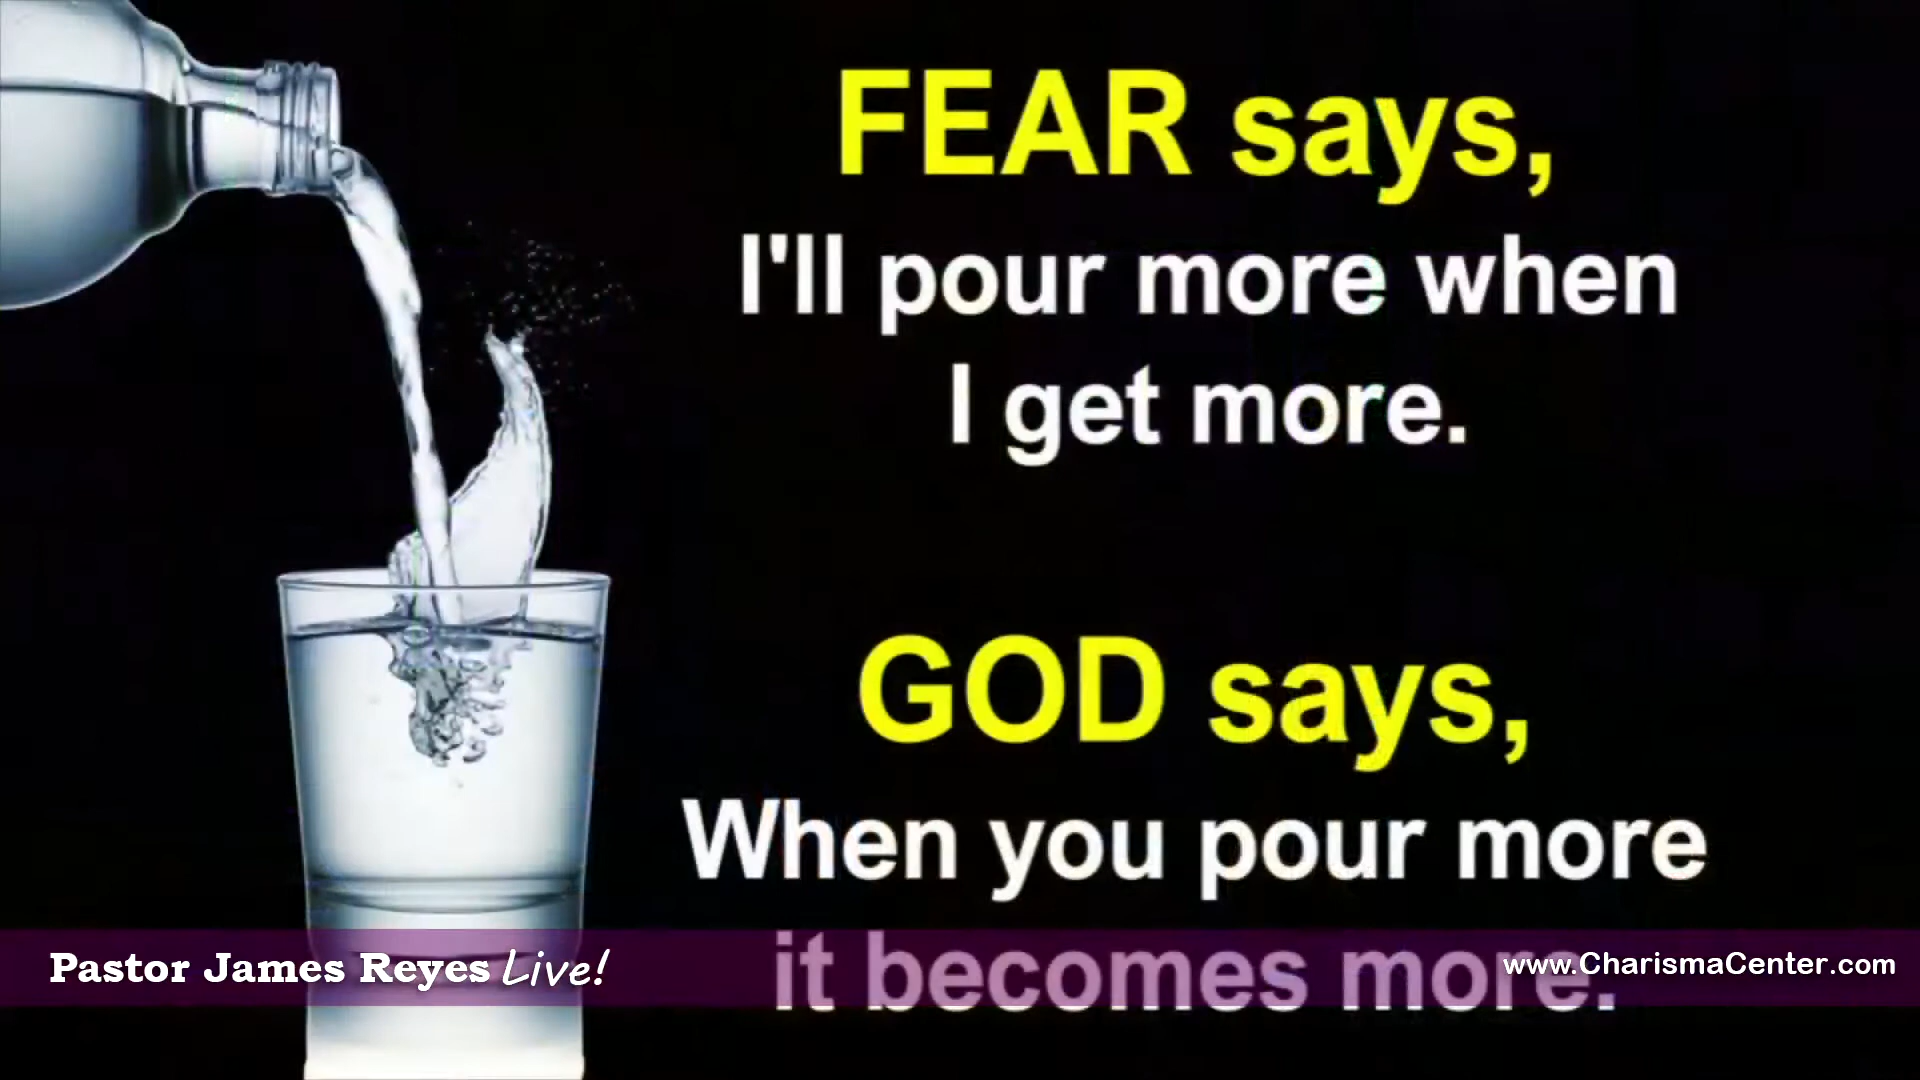 FEAR says,
I'll pour more when
I get more.
GOD says,
When you pour more
it becomes more.
Pastor James Reyes Live!
www.CharismaCenter.com